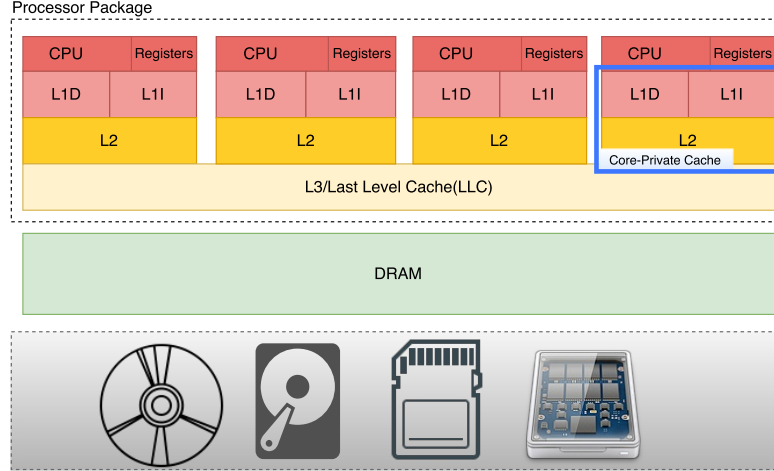 Processor Package
CPU Registers CPU Registers CPU Registers CPU Registers
L1D L1I L1D L1I L1D L1I L1D L1I
L2 L2 L2 L2
Core-Private Cache
L3/Last Level Cache(LLC)
DRAM